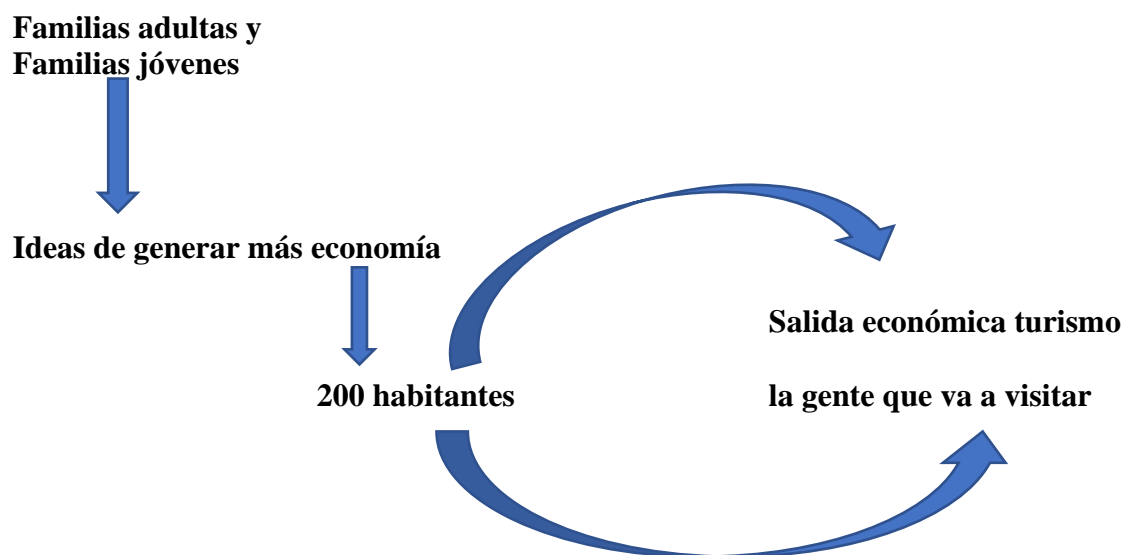 Familias adultas y
Familias jóvenes
Ideas de generar más economía
200 habitantes
Salida económica turismo
la gente que va a visitar